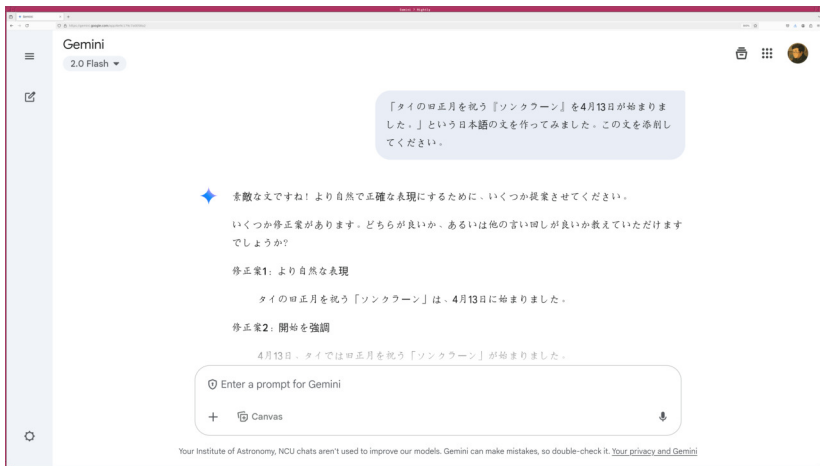 Gemini
2.0 Flash
「タイの旧正月を祝う『ソンクラーン』を4月13日が始まりま
した。」という日本語の文を作ってみました。この文を添削し
てください。
素敵な文ですね！より自然で正確な表現にするために、いくつか提案させてください。
いくつか修正案があります。どちらが良いか、あるいは他の言い回しが良いか教えていただけます
でしょうか？
修正案1：より自然な表現
タイの旧正月を祝う「ソンクラーン」は、4月13日に始まりました。
修正案2：開始を強調
4月13日、タイでは旧正月を祝う「ソンクラーン」が始まりました。
Enter a prompt for Gemini
Canvas
Your Institute of Astronomy, NCU chats aren't used to improve our models. Gemini can make mistakes, so double-check it. Your privacy and Gemini